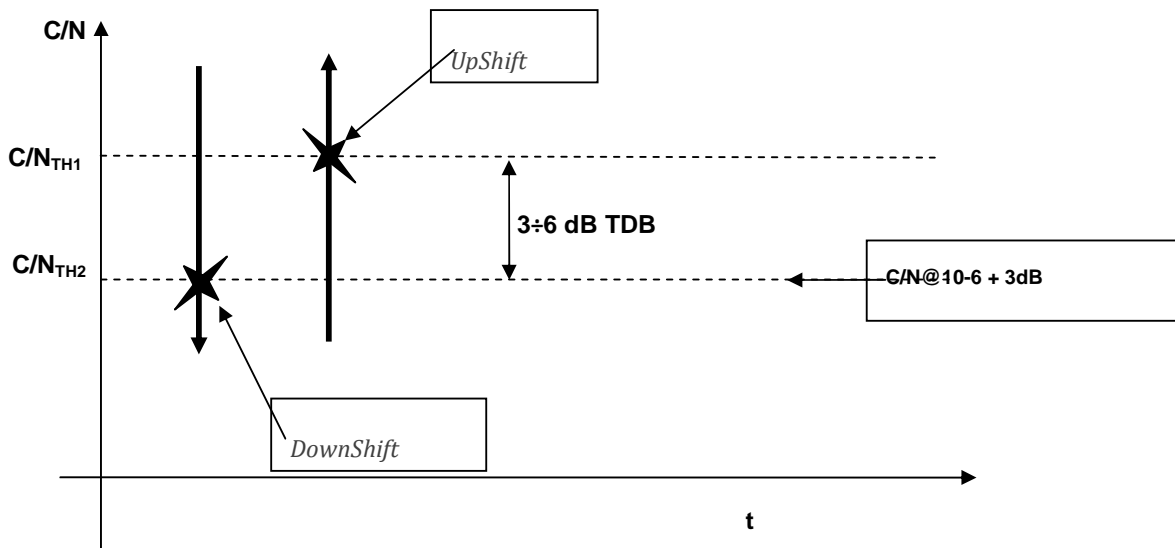 C/N
UpShift
C/NTH1
3÷6 dB TDB
C/NTH2
C/N@10-6 + 3dB
DownShift
t